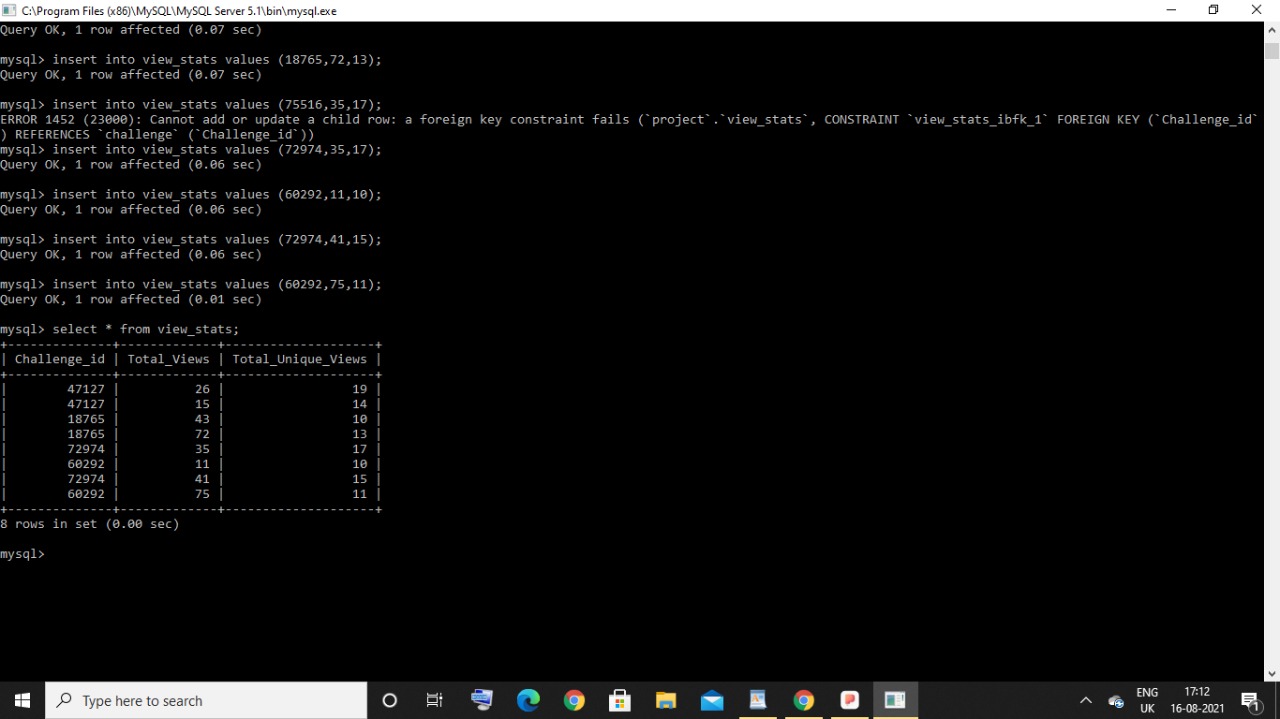 C:\Program Files (x86)\MySQL\MySQL Server 5.1\bin\mysql.exe
Query OK, 1 row affected (0.07 sec)
mysql> insert into view_stats values (18765,72,13);
Query OK, 1 row affected (0.07 sec)
mysql> insert into view_stats values (75516,35,17);
ERROR 1452 (23000): Cannot add or update a child row: a foreign key constraint fails (`project`.`view_stats`, CONSTRAINT `view_stats_ibfk_1` FOREIGN KEY (`Challenge_id`
) REFERENCES `challenge` (`Challenge_id`))
mysql> insert into view_stats values (72974,35,17);
Query OK, 1 row affected (0.06 sec)
mysql> insert into view_stats values (60292,11,10);
Query OK, 1 row affected (0.06 sec)
mysql> insert into view_stats values (72974,41,15);
Query OK, 1 row affected (0.06 sec)
mysql> insert into view_stats values (60292,75,11);
Query OK, 1 row affected (0.01 sec)
mysql> select * from view_stats;
+--------------+-------------+--------------------+
| Challenge_id | Total_Views | Total_Unique_Views |
+--------------+-------------+--------------------+
|        47127 |          26 |                 19 |
|        47127 |          15 |                 14 |
|        18765 |          43 |                 10 |
|        18765 |          72 |                 13 |
|        72974 |          35 |                 17 |
|        60292 |          11 |                 10 |
|        72974 |          41 |                 15 |
|        60292 |          75 |                 11 |
+--------------+-------------+--------------------+
8 rows in set (0.00 sec)
mysql>
Type here to search
ENG
UK
17:12
16-08-2021
1